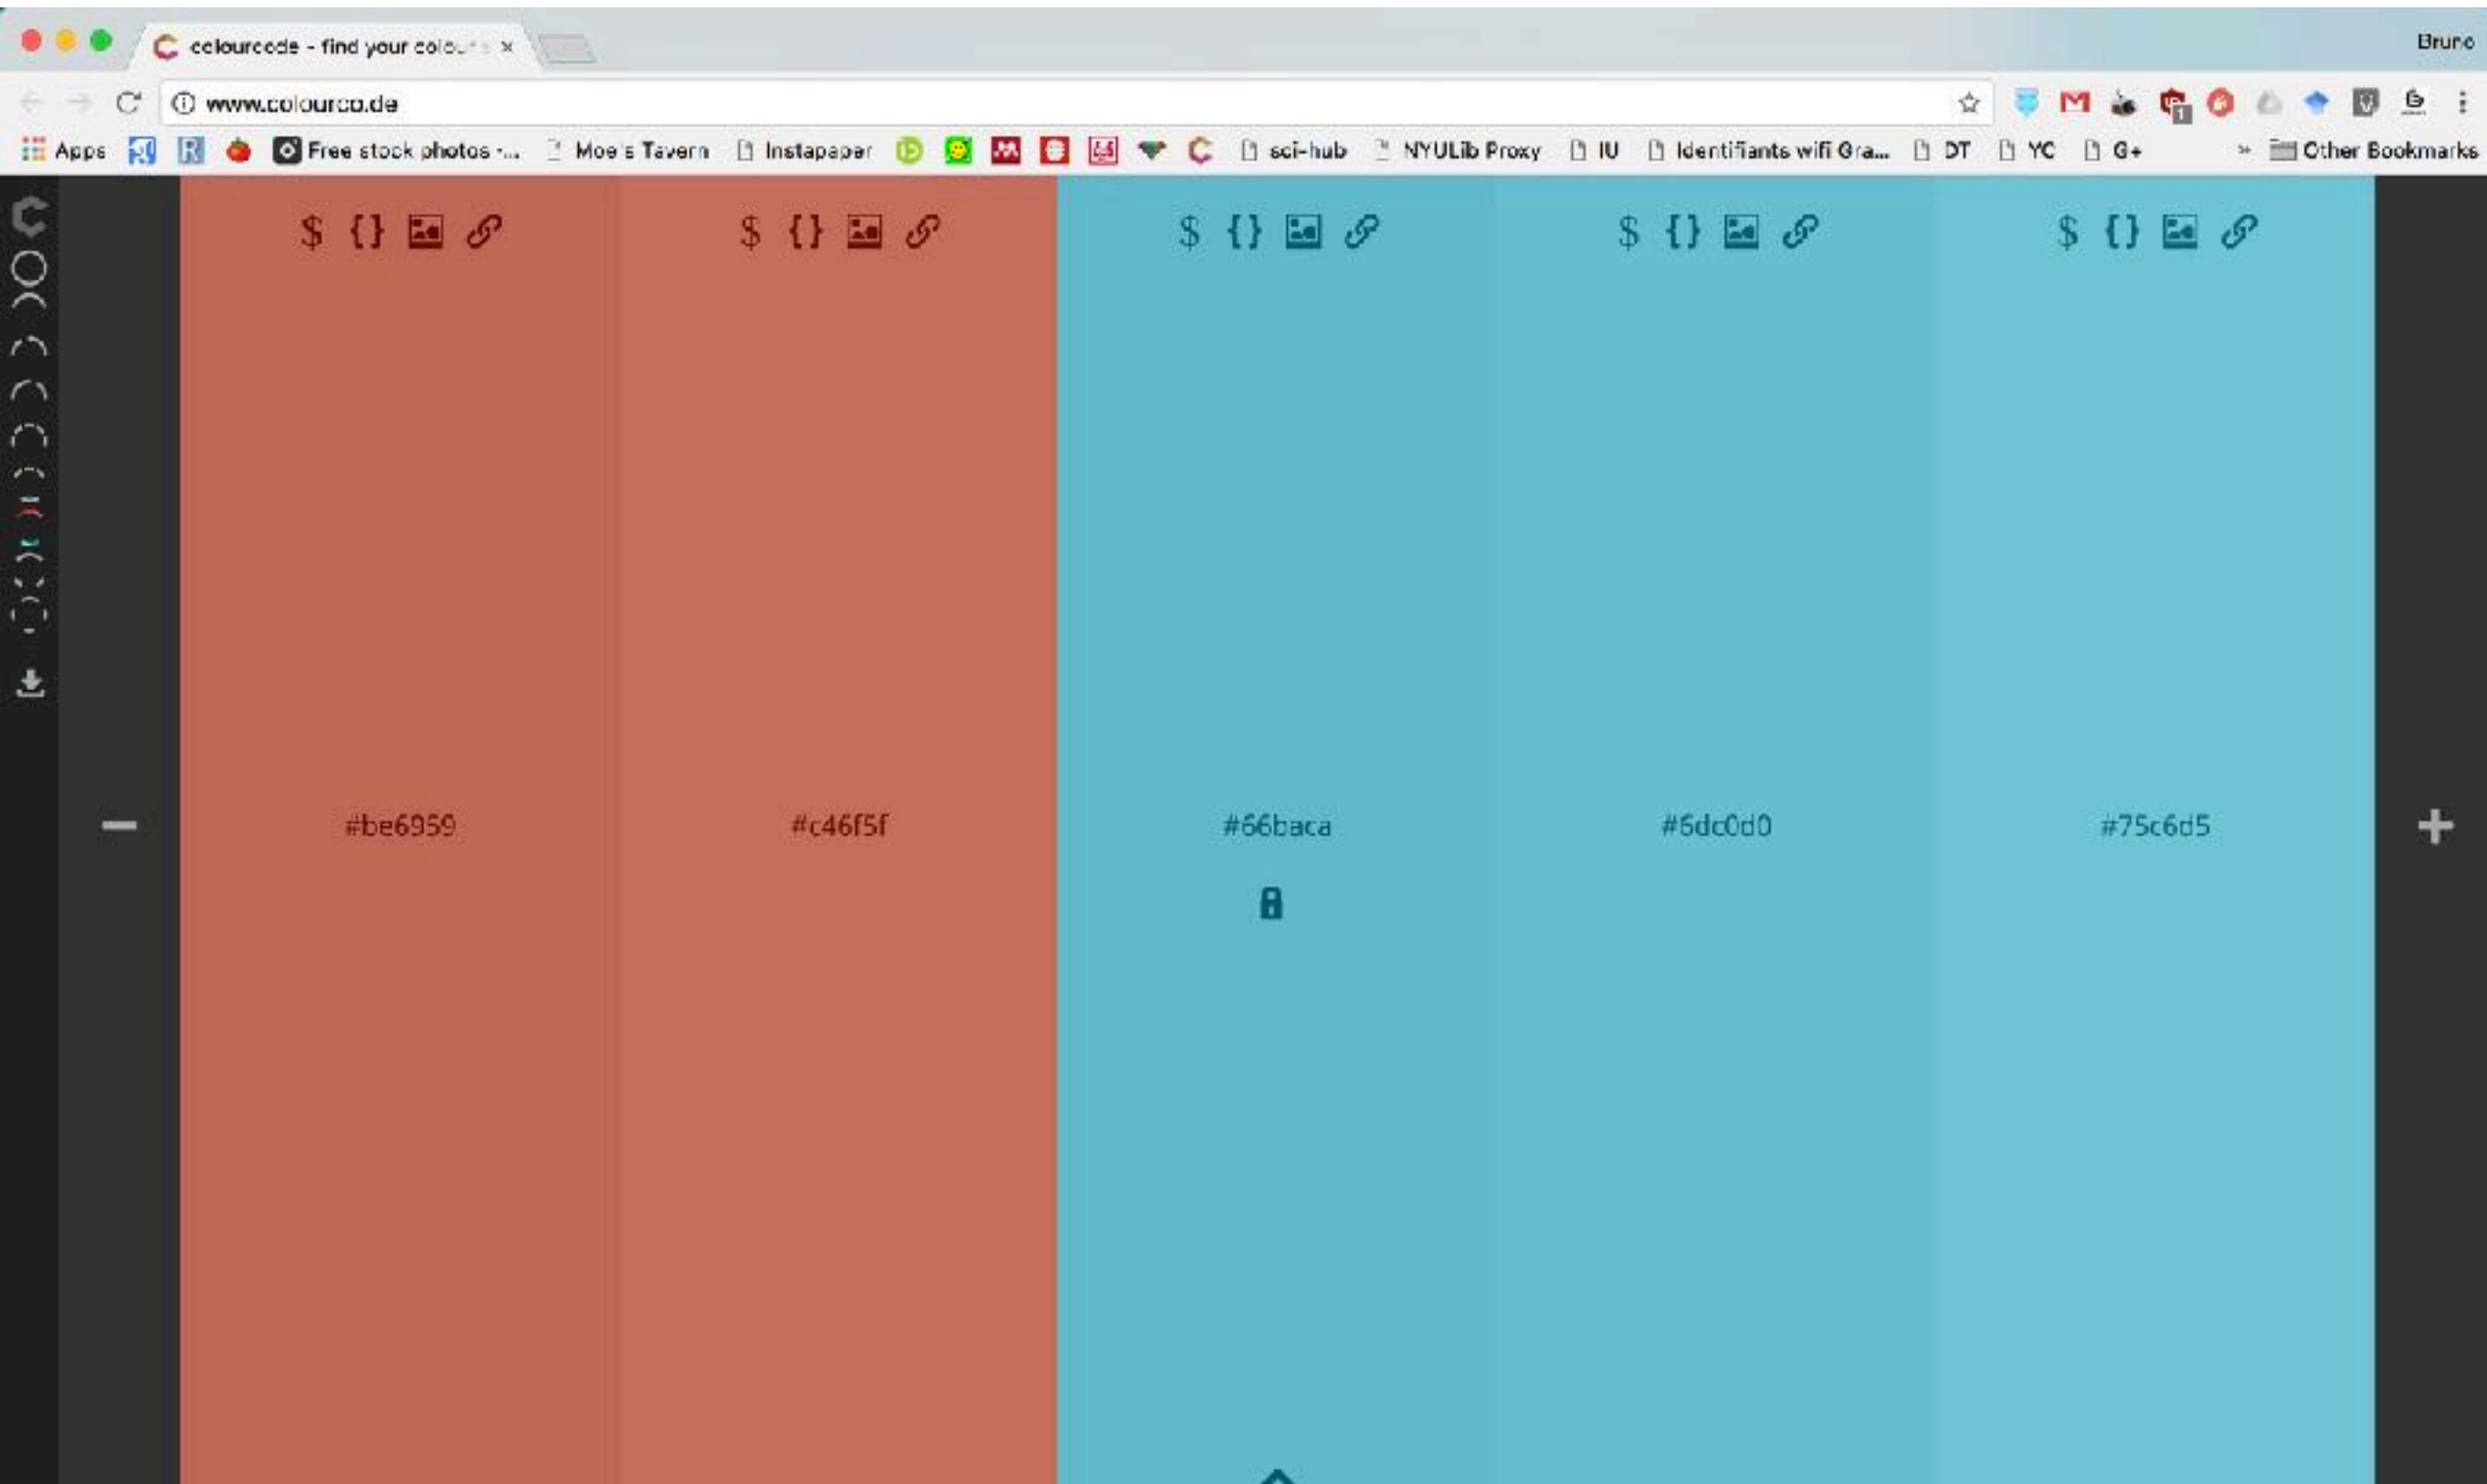 colourcode - find your colour s
Bruno
www.colourco.de
Apps Free stock photos -... Moe's Tavern Instapaper sci-hub NYULib Proxy IU Identifiants wifi Gra... DT YC G+ » Other Bookmarks
$ {} $ {} $ {} $ {} $ {}
#be6959 #c46f5f #66baca #6dc0d0 #75c6d5